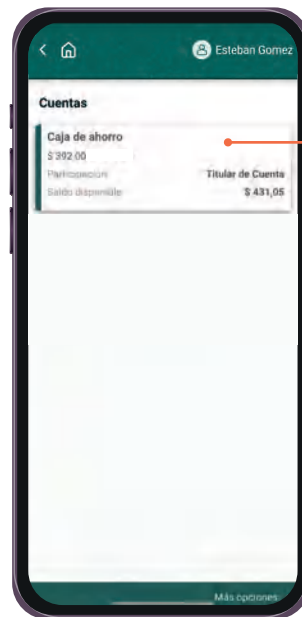 Esteban Gomez
Cuentas
Caja de ahorro
$ 392.00
Participación Titular de Cuenta
Saldo disponible $ 431,05
Más opciones